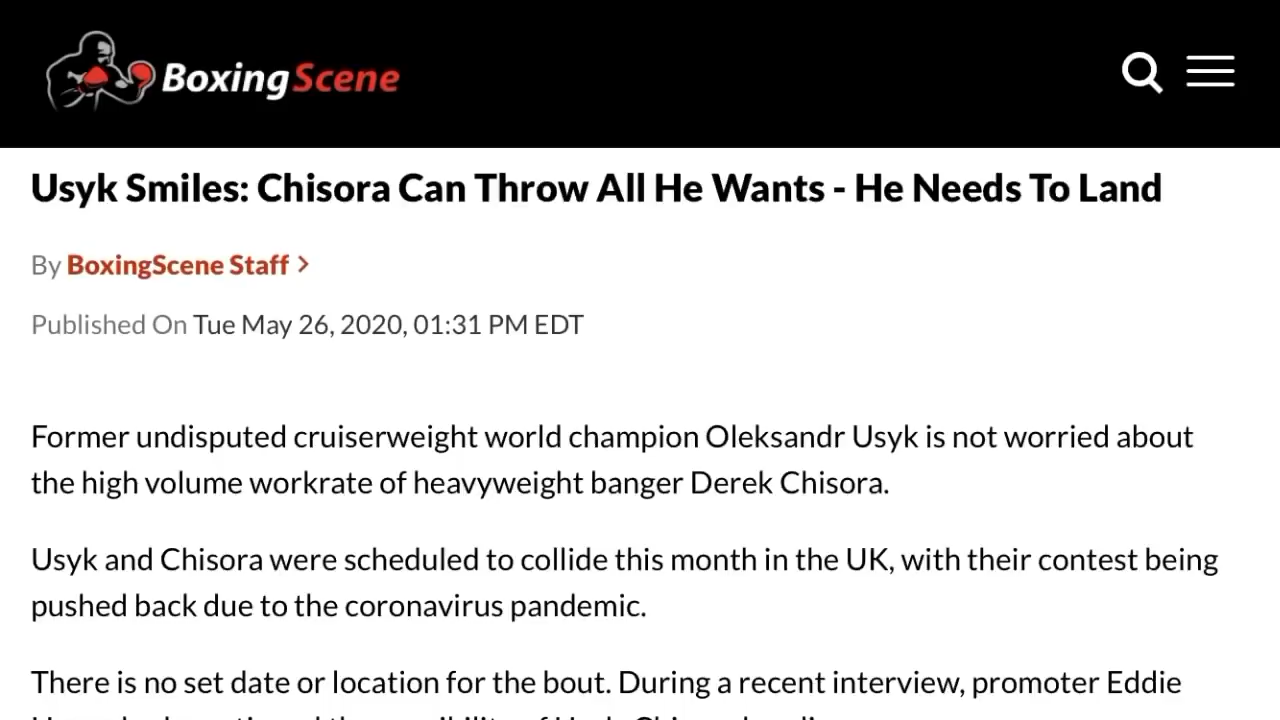 BoxingScene
Usyk Smiles: Chisora Can Throw All He Wants - He Needs To Land
By BoxingScene Staff >
Published On Tue May 26, 2020, 01:31 PM EDT
Former undisputed cruiserweight world champion Oleksandr Usyk is not worried about
the high volume workrate of heavyweight banger Derek Chisora.
Usyk and Chisora were scheduled to collide this month in the UK, with their contest being
pushed back due to the coronavirus pandemic.
There is no set date or location for the bout. During a recent interview, promoter Eddie